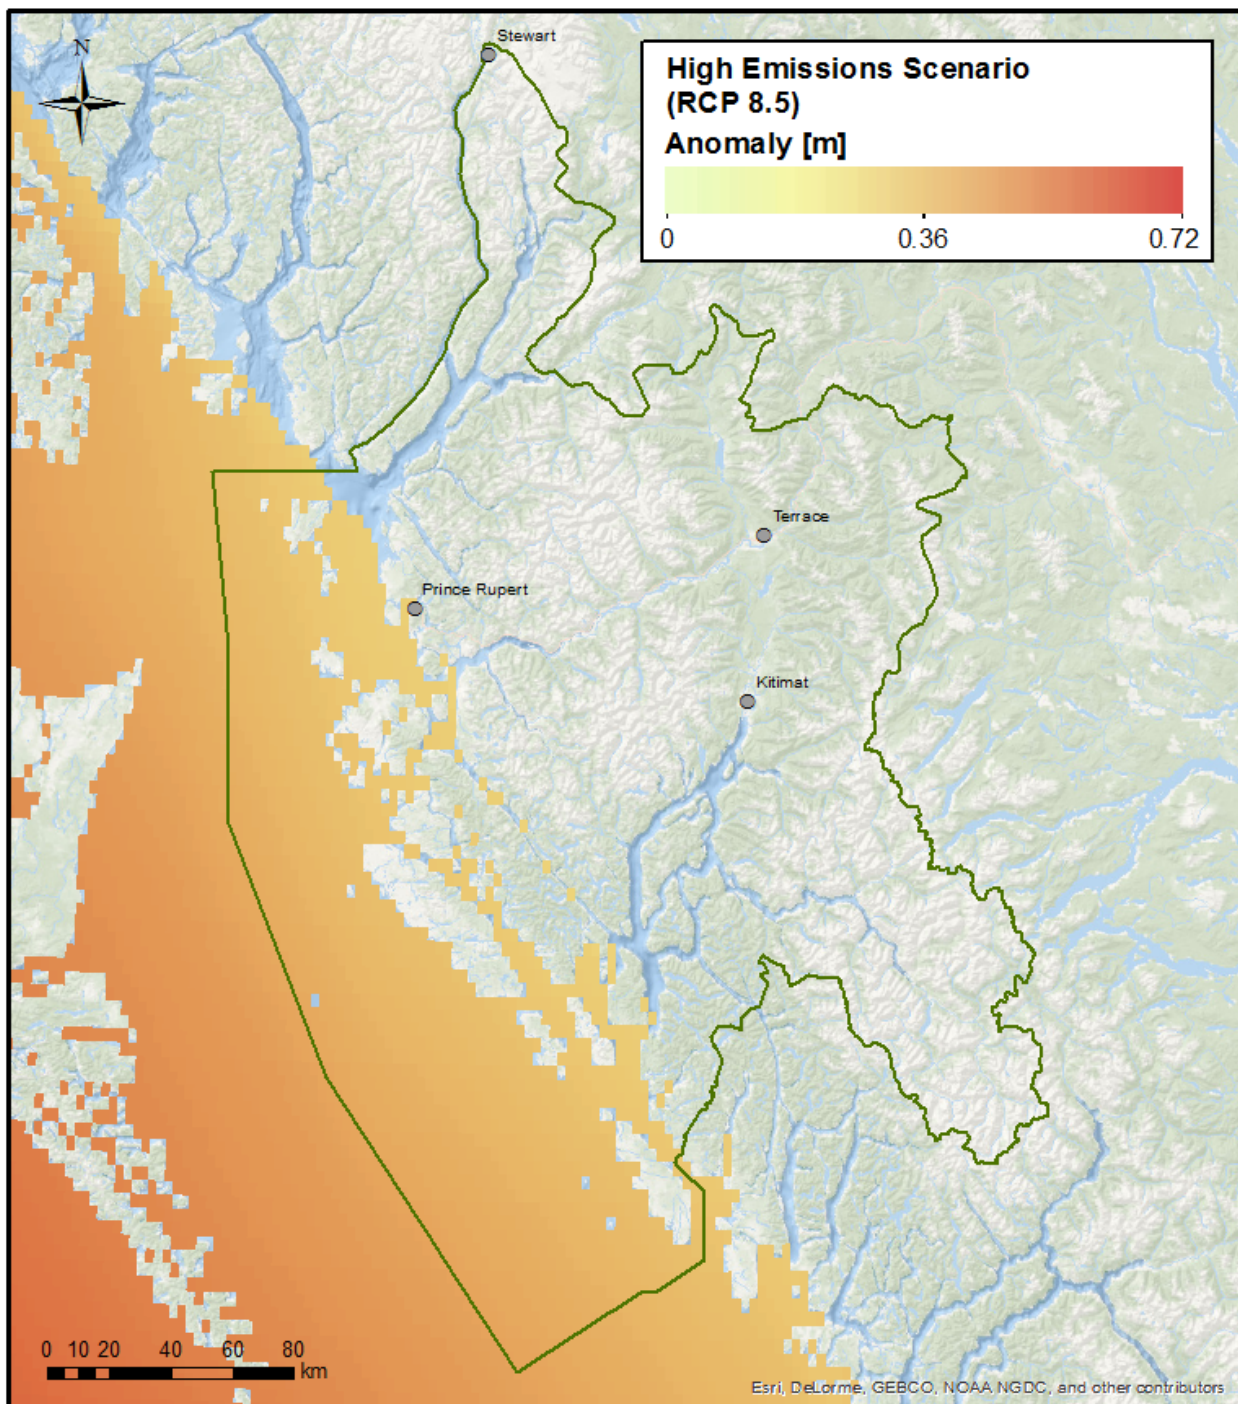 Stewart
N
High Emissions Scenario
(RCP 8.5)
Anomaly [m]
0 0.36 0.72
Terrace
Prince Rupert
Kitimat
0 10 20 40 60 80
km
Esri, DeLorme, GEBCO, NOAA NGDC, and other contributors